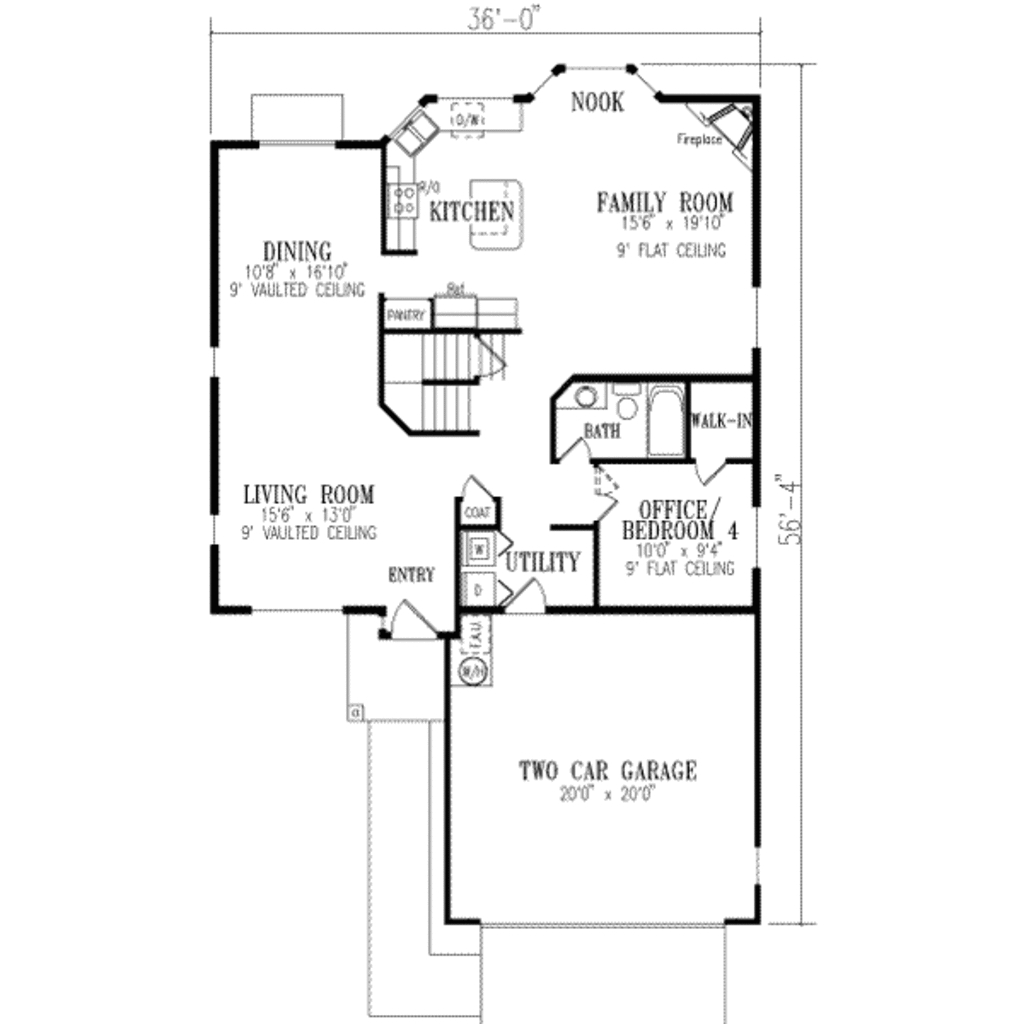 36'-0"
NOOK
D/W
Fireplace
R/O
KITCHEN
FAMILY ROOM
15'6" x 19'10"
9' FLAT CEILING
DINING
10'8" x 16'10"
9' VAULTED CEILING
Ref
PANTRY
BATH
WALK-IN
LIVING ROOM
15'6" x 13'0"
9' VAULTED CEILING
COAT
OFFICE/
BEDROOM 4
10'0" x 9'4"
9' FLAT CEILING
56'-4"
W
UTILITY
D
ENTRY
F.A.U.
W/H
TWO CAR GARAGE
20'0" x 20'0"